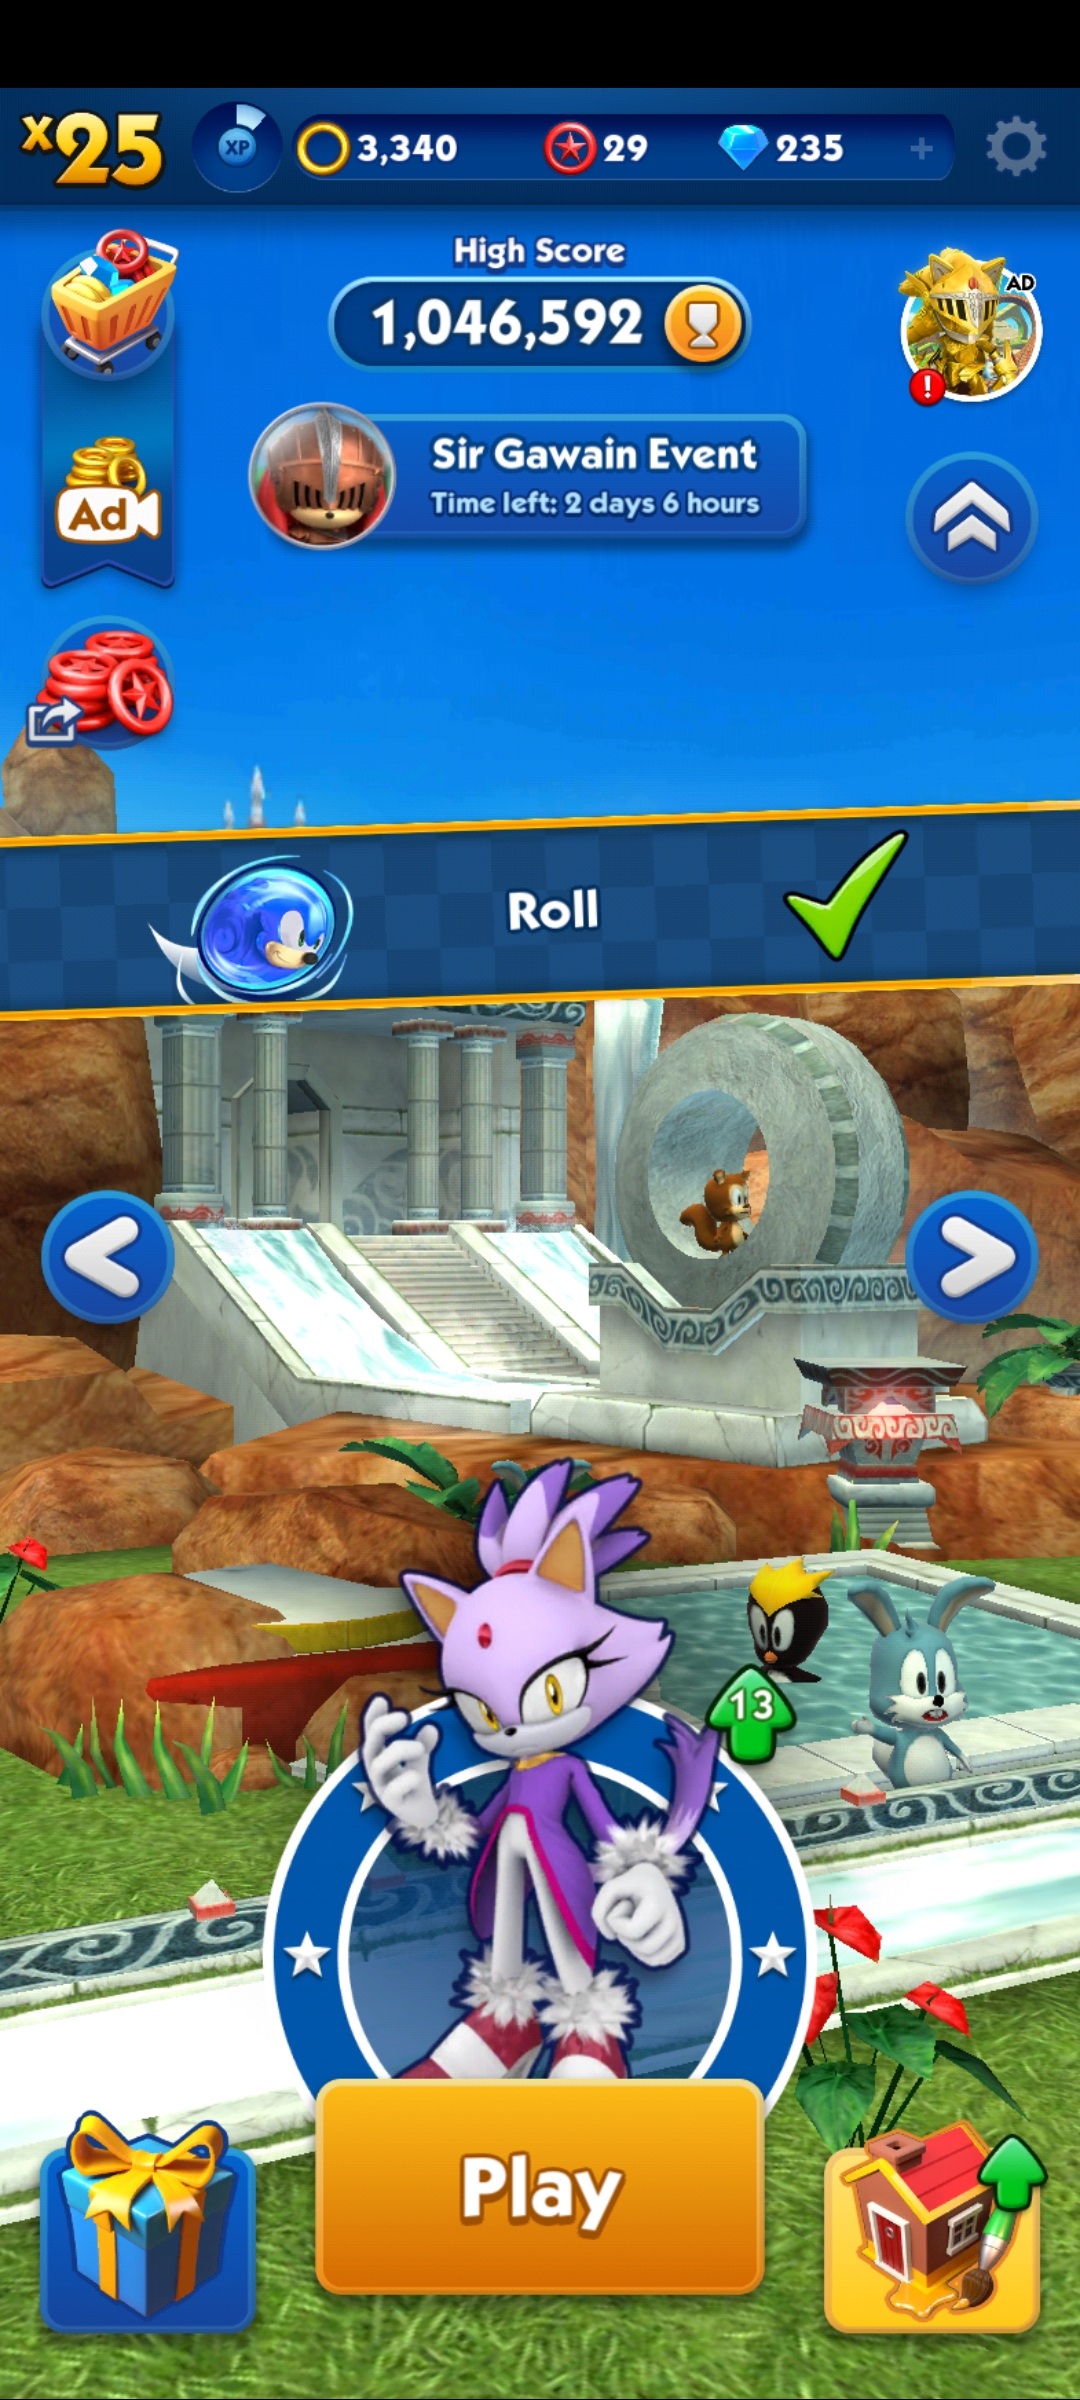 x25
XP
3,340
29
235
+
High Score
1,046,592
AD
!
Sir Gawain Event
Time left: 2 days 6 hours
Ad
Roll
13
Play